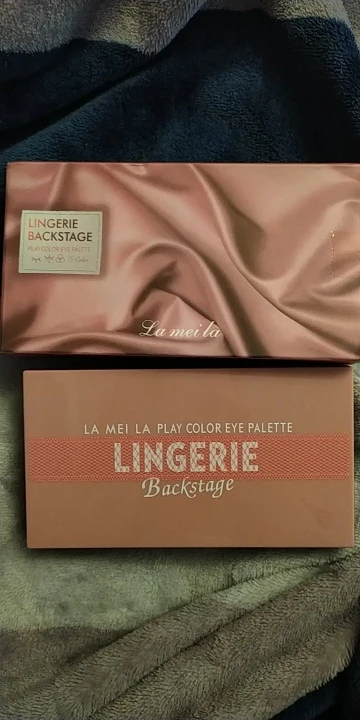 LINGERIE
BACKSTAGE
PLAY COLOR EYE PALETTE
La mei la
LA MEI LA PLAY COLOR EYE PALETTE
LINGERIE
Backstage